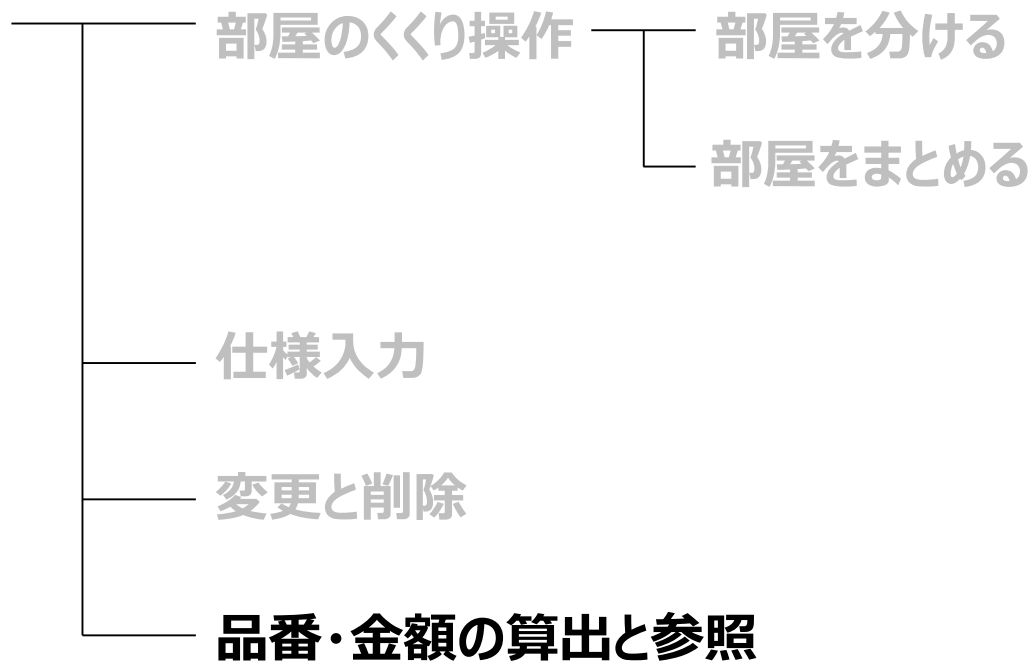 部屋のくくり操作
部屋を分ける
部屋をまとめる
仕様入力
変更と削除
品番・金額の算出と参照